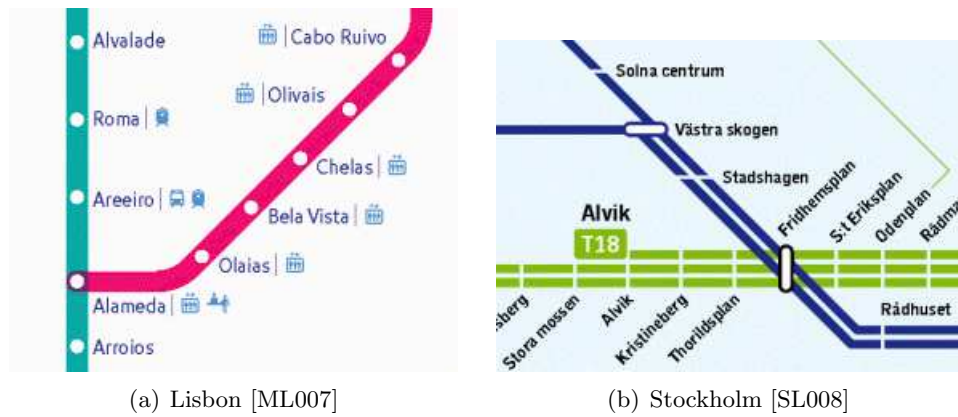 Alvalade
Cabo Ruivo
Olivais
Roma
Chelas
Areeiro
Bela Vista
Olaias
Alameda
Arroios
(a) Lisbon [ML007]
Solna centrum
Västra skogen
Stadshagen
Fridhemsplan
S:t Eriksplan
Odenplan
Alvik
T18
Stora mossen
Alvik
Kristineberg
Thorildsplan
Rådhuset
(b) Stockholm [SL008]